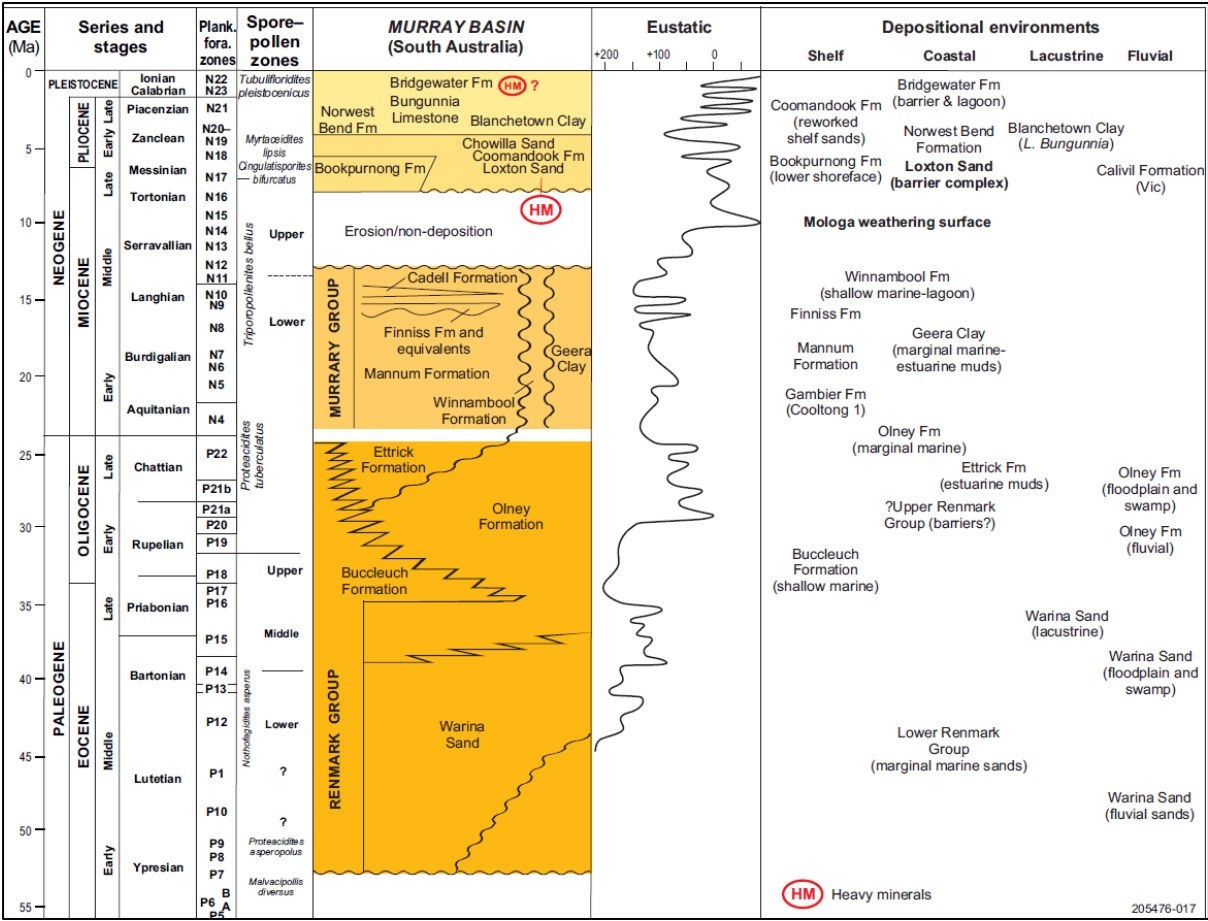 AGE
(Ma)
Series and
stages
Plank.
fora.
zones
Spore–
pollen
zones
MURRAY BASIN
(South Australia)
Eustatic
+200
+100
0
Depositional environments
Shelf
Coastal
Lacustrine
Fluvial
0
5
10
15
20
25
30
35
40
45
50
55
PLEISTOCENE
NEOGENE
PLIOCENE
MIOCENE
PALEOGENE
OLIGOCENE
EOCENE
Late
Early
Late
Middle
Early
Late
Early
Late
Middle
Early
Ionian
Calabrian
Piacenzian
Zanclean
Messinian
Tortonian
Serravallian
Langhian
Burdigalian
Aquitanian
Chattian
Rupelian
Priabonian
Bartonian
Lutetian
Ypresian
N22
N23
N21
N20–
N19
N18
N17
N16
N15
N14
N13
N12
N11
N10
N9
N8
N7
N6
N5
N4
P22
P21b
P21a
P20
P19
P18
P17
P16
P15
P14
P13
P12
P1
P10
P9
P8
P7
B
P6 A
P5
Tubulifloridites
pleistocenicus
Myrtaceidites
lipsis
Cingulatisporites
bifurcatus
Triporopollenites bellus
Upper
Lower
Proteacidites
tuberculatus
Upper
Middle
Nothofagidites asperus
Lower
?
?
Proteacidites
asperopolus
Malvacipollis
diversus
Bridgewater Fm HM ?
Bungunnia
Limestone
Norwest
Bend Fm
Blanchetown Clay
Chowilla Sand
Coomandook Fm
Bookpurnong Fm
Loxton Sand
HM
Erosion/non-deposition
MURRARY GROUP
Cadell Formation
Finniss Fm and
equivalents
Geera
Clay
Mannum Formation
Winnambool
Formation
Ettrick
Formation
Olney
Formation
Buccleuch
Formation
RENMARK GROUP
Warina
Sand
Bridgewater Fm
(barrier & lagoon)
Coomandook Fm
(reworked
shelf sands)
Norwest Bend
Formation
Blanchetown Clay
(L. Bungunnia)
Bookpurnong Fm
(lower shoreface)
Loxton Sand
(barrier complex)
Calivil Formation
(Vic)
Mologa weathering surface
Winnambool Fm
(shallow marine-lagoon)
Finniss Fm
Mannum
Formation
Geera Clay
(marginal marine-
estuarine muds)
Gambier Fm
(Cooltong 1)
Olney Fm
(marginal marine)
Ettrick Fm
(estuarine muds)
Olney Fm
(floodplain and
swamp)
?Upper Renmark
Group (barriers?)
Olney Fm
(fluvial)
Buccleuch
Formation
(shallow marine)
Warina Sand
(lacustrine)
Warina Sand
(floodplain and
swamp)
Lower Renmark
Group
(marginal marine sands)
Warina Sand
(fluvial sands)
HM Heavy minerals
205476-017